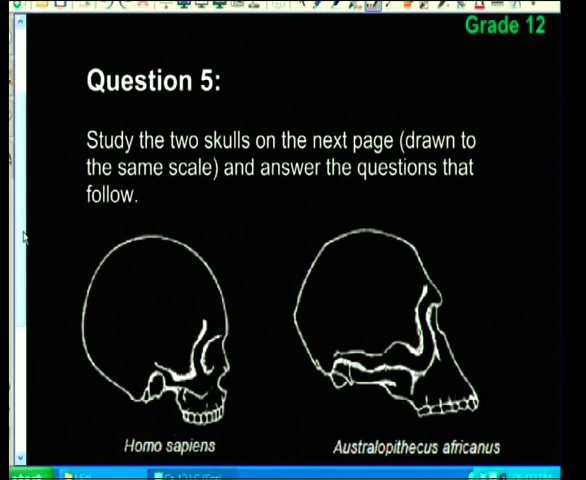 Grade 12
Question 5:
Study the two skulls on the next page (drawn to
the same scale) and answer the questions that
follow.
Homo sapiens
Australopithecus africanus